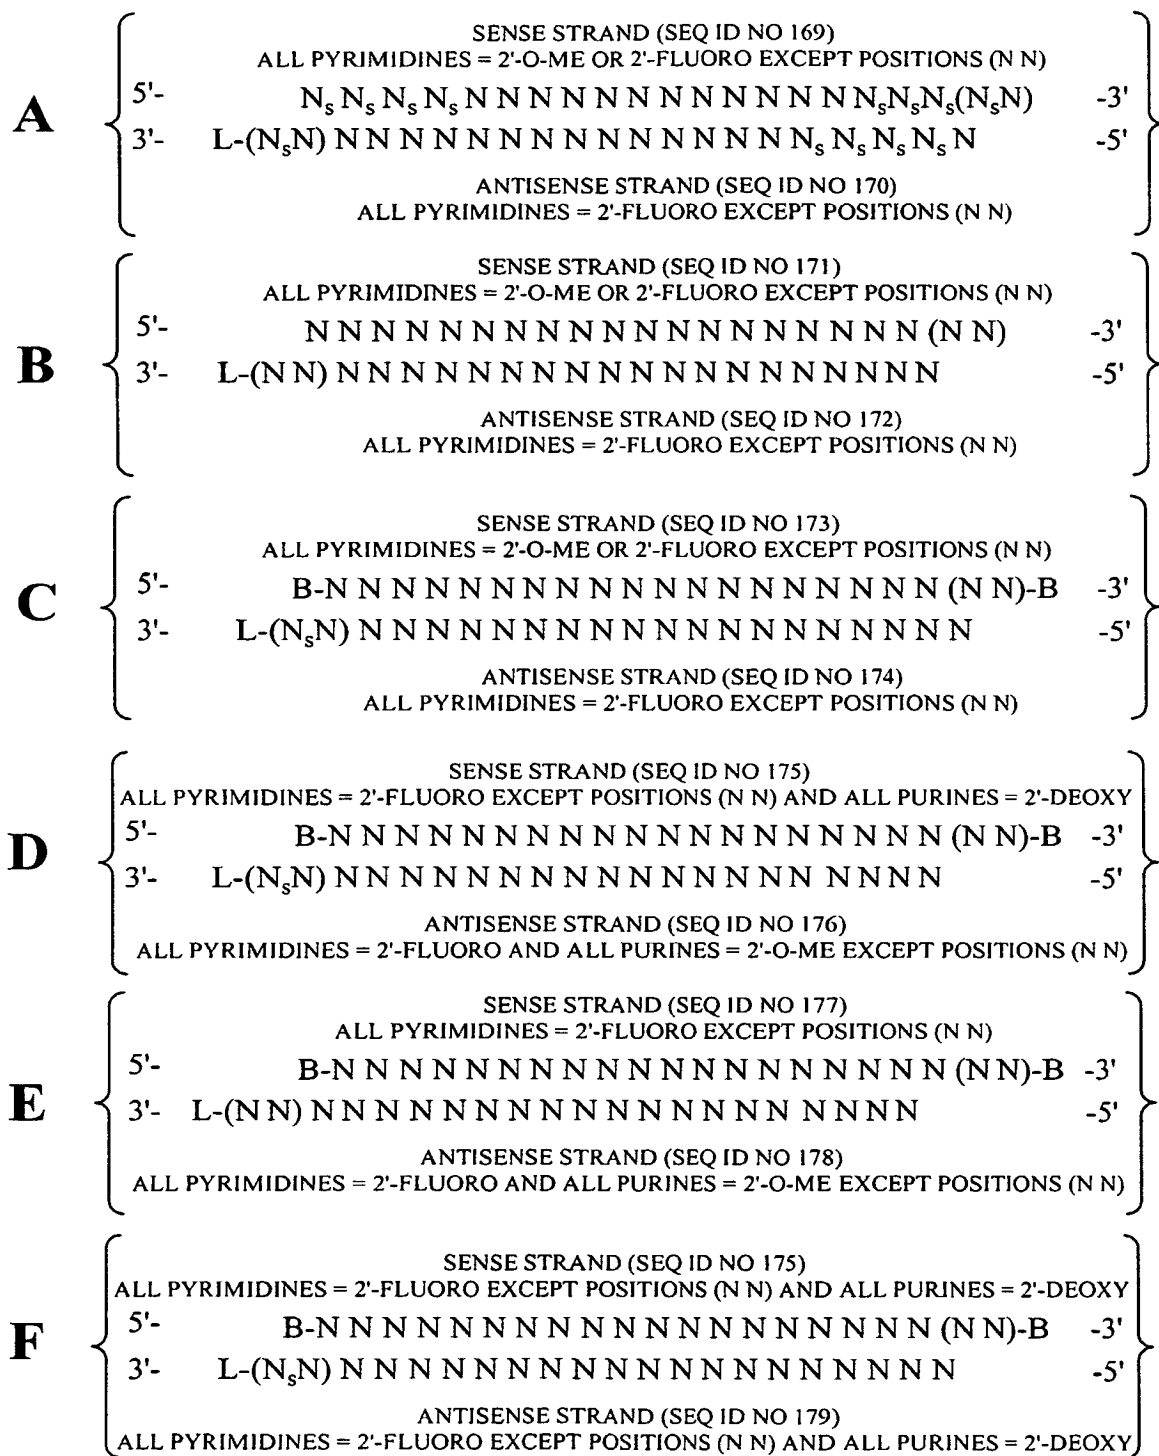 SENSE STRAND (SEQ ID NO 169)
ALL PYRIMIDINES = 2'-O-ME OR 2'-FLUORO EXCEPT POSITIONS (N N)
A
5'- NₛNₛNₛNₛN N N N N N N N N N N N NₛNₛNₛ(NₛN) -3'
3'- L-(NₛN) N N N N N N N N N N N N N N NₛNₛNₛNₛN -5'
ANTISENSE STRAND (SEQ ID NO 170)
ALL PYRIMIDINES = 2'-FLUORO EXCEPT POSITIONS (N N)
SENSE STRAND (SEQ ID NO 171)
ALL PYRIMIDINES = 2'-O-ME OR 2'-FLUORO EXCEPT POSITIONS (N N)
B
5'- N N N N N N N N N N N N N N N N N N N (N N) -3'
3'- L-(N N) N N N N N N N N N N N N N N N N N N N -5'
ANTISENSE STRAND (SEQ ID NO 172)
ALL PYRIMIDINES = 2'-FLUORO EXCEPT POSITIONS (N N)
SENSE STRAND (SEQ ID NO 173)
ALL PYRIMIDINES = 2'-O-ME OR 2'-FLUORO EXCEPT POSITIONS (N N)
C
5'- B-N N N N N N N N N N N N N N N N N N N (N N)-B -3'
3'- L-(NₛN) N N N N N N N N N N N N N N N N N N N -5'
ANTISENSE STRAND (SEQ ID NO 174)
ALL PYRIMIDINES = 2'-FLUORO EXCEPT POSITIONS (N N)
SENSE STRAND (SEQ ID NO 175)
ALL PYRIMIDINES = 2'-FLUORO EXCEPT POSITIONS (N N) AND ALL PURINES = 2'-DEOXY
D
5'- B-N N N N N N N N N N N N N N N N N N N (N N)-B -3'
3'- L-(NₛN) N N N N N N N N N N N N N N N N N N N -5'
ANTISENSE STRAND (SEQ ID NO 176)
ALL PYRIMIDINES = 2'-FLUORO AND ALL PURINES = 2'-O-ME EXCEPT POSITIONS (N N)
SENSE STRAND (SEQ ID NO 177)
ALL PYRIMIDINES = 2'-FLUORO EXCEPT POSITIONS (N N)
E
5'- B-N N N N N N N N N N N N N N N N N N N (N N)-B -3'
3'- L-(N N) N N N N N N N N N N N N N N N N N N N -5'
ANTISENSE STRAND (SEQ ID NO 178)
ALL PYRIMIDINES = 2'-FLUORO AND ALL PURINES = 2'-O-ME EXCEPT POSITIONS (N N)
SENSE STRAND (SEQ ID NO 175)
ALL PYRIMIDINES = 2'-FLUORO EXCEPT POSITIONS (N N) AND ALL PURINES = 2'-DEOXY
F
5'- B-N N N N N N N N N N N N N N N N N N N (N N)-B -3'
3'- L-(NₛN) N N N N N N N N N N N N N N N N N N N -5'
ANTISENSE STRAND (SEQ ID NO 179)
ALL PYRIMIDINES = 2'-FLUORO EXCEPT POSITIONS (N N) AND ALL PURINES = 2'-DEOXY